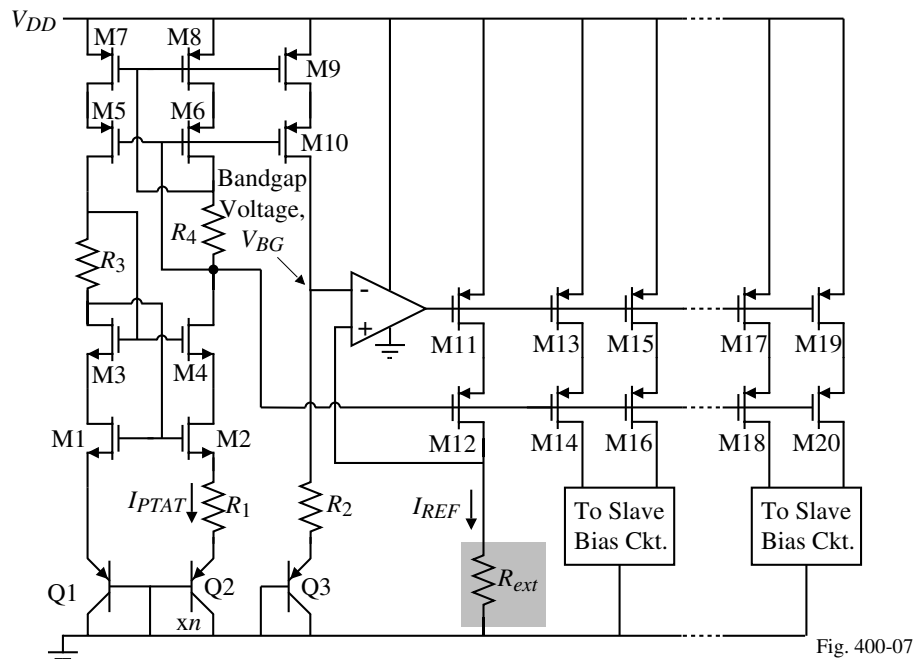 VDD
M7
M8
M9
M5
M6
M10
Bandgap
Voltage,
VBG
R4
R3
-
+
M11
M13
M15
M17
M19
M3
M4
M12
M14
M16
M18
M20
M1
M2
IPTAT
R1
R2
IREF
To Slave
Bias Ckt.
To Slave
Bias Ckt.
Rext
Q1
Q2
Q3
xn
Fig. 400-07